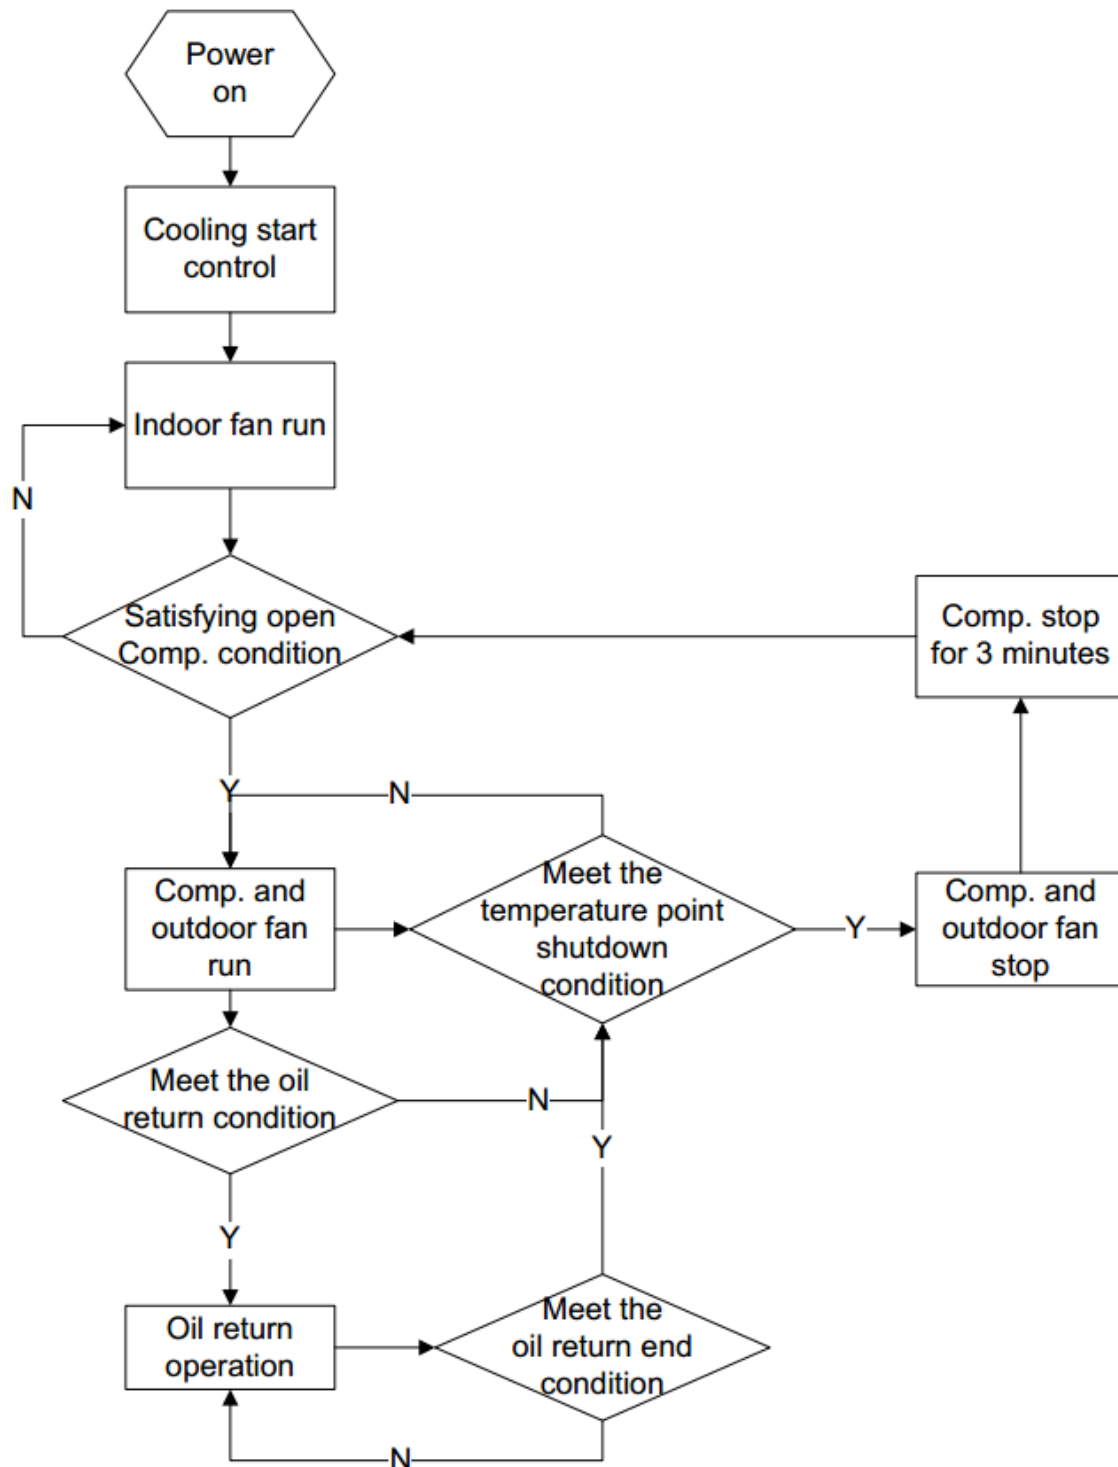 Power
on
Cooling start
control
Indoor fan run
N
Satisfying open
Comp. condition
Comp. stop
for 3 minutes
Y
N
Comp. and
outdoor fan
run
Meet the
temperature point
shutdown
condition
Y
Comp. and
outdoor fan
stop
Meet the oil
return condition
N
Y
Y
Oil return
operation
Meet the
oil return end
condition
N